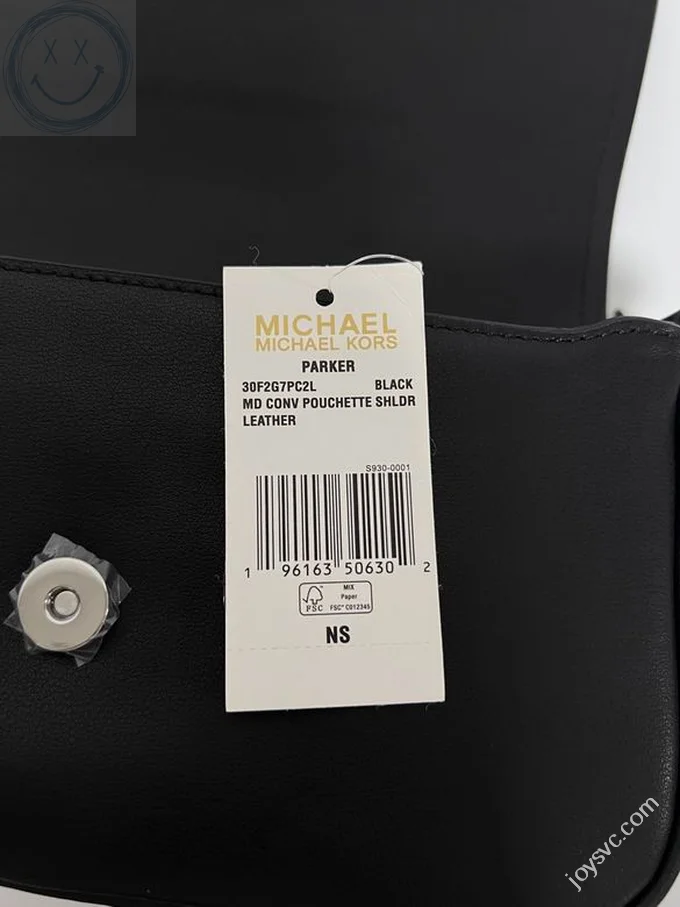 MICHAEL
MICHAEL KORS
PARKER
30F2G7PC2L BLACK
MD CONV POUCHETTE SHLDR
LEATHER
S930-0001
1 96163 50630 2
MIX
Paper
FSC FSC® C012345
NS
joysvc.com